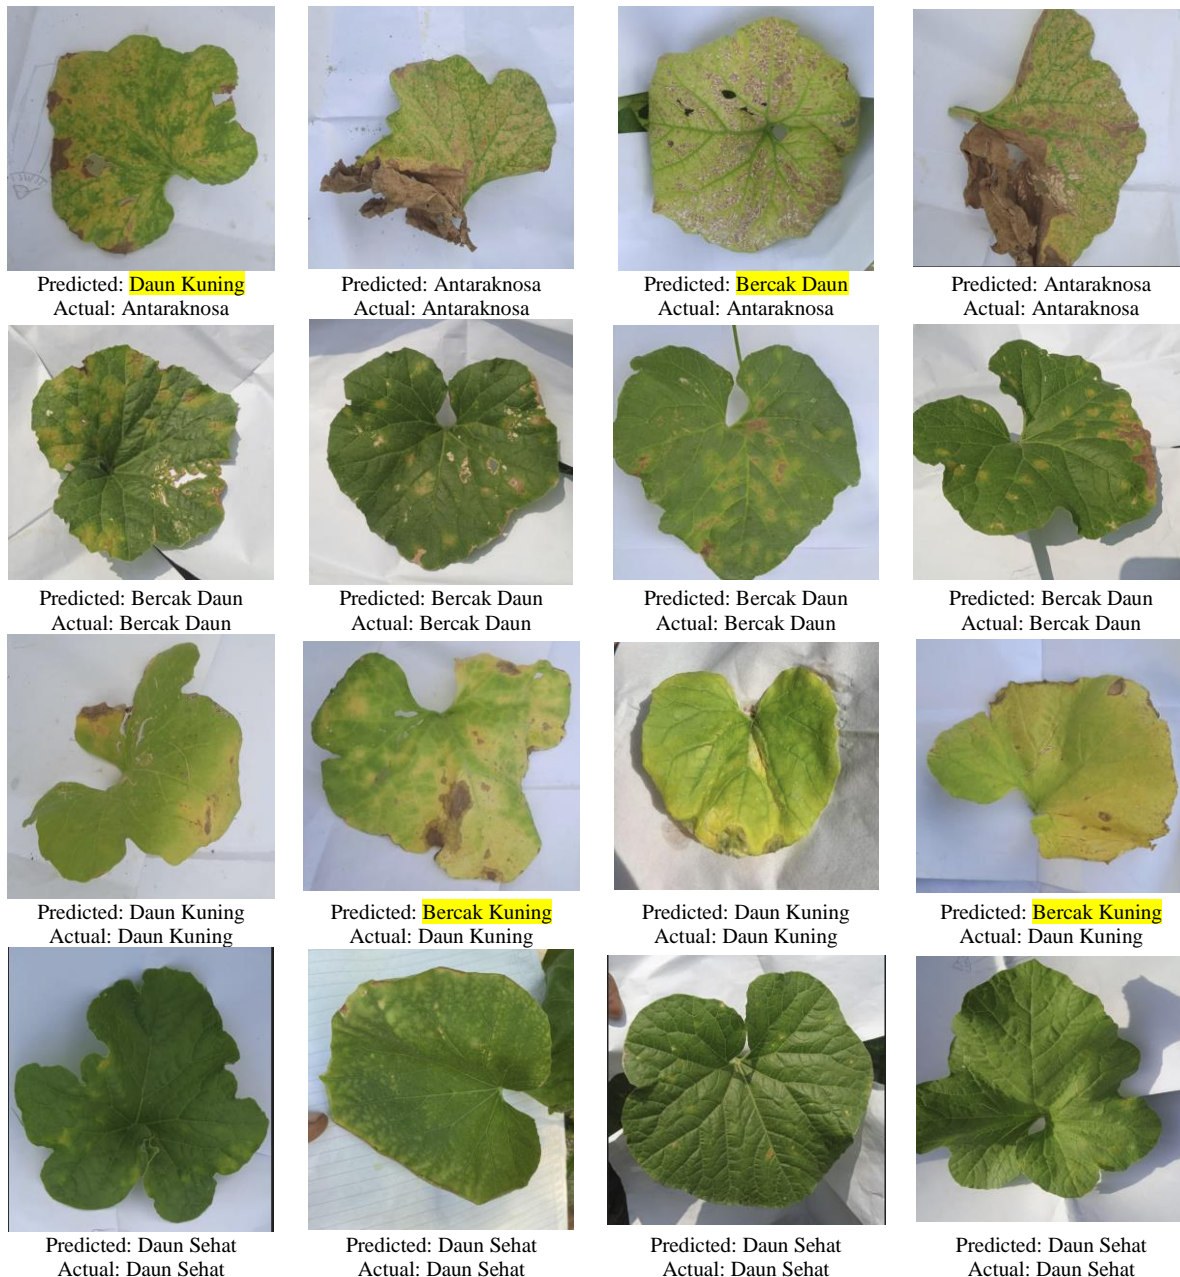 Predicted: Daun Kuning
Actual: Antaraknosa
Predicted: Antaraknosa
Actual: Antaraknosa
Predicted: Bercak Daun
Actual: Antaraknosa
Predicted: Antaraknosa
Actual: Antaraknosa
Predicted: Bercak Daun
Actual: Bercak Daun
Predicted: Bercak Daun
Actual: Bercak Daun
Predicted: Bercak Daun
Actual: Bercak Daun
Predicted: Bercak Daun
Actual: Bercak Daun
Predicted: Daun Kuning
Actual: Daun Kuning
Predicted: Bercak Kuning
Actual: Daun Kuning
Predicted: Daun Kuning
Actual: Daun Kuning
Predicted: Bercak Kuning
Actual: Daun Kuning
Predicted: Daun Sehat
Actual: Daun Sehat
Predicted: Daun Sehat
Actual: Daun Sehat
Predicted: Daun Sehat
Actual: Daun Sehat
Predicted: Daun Sehat
Actual: Daun Sehat